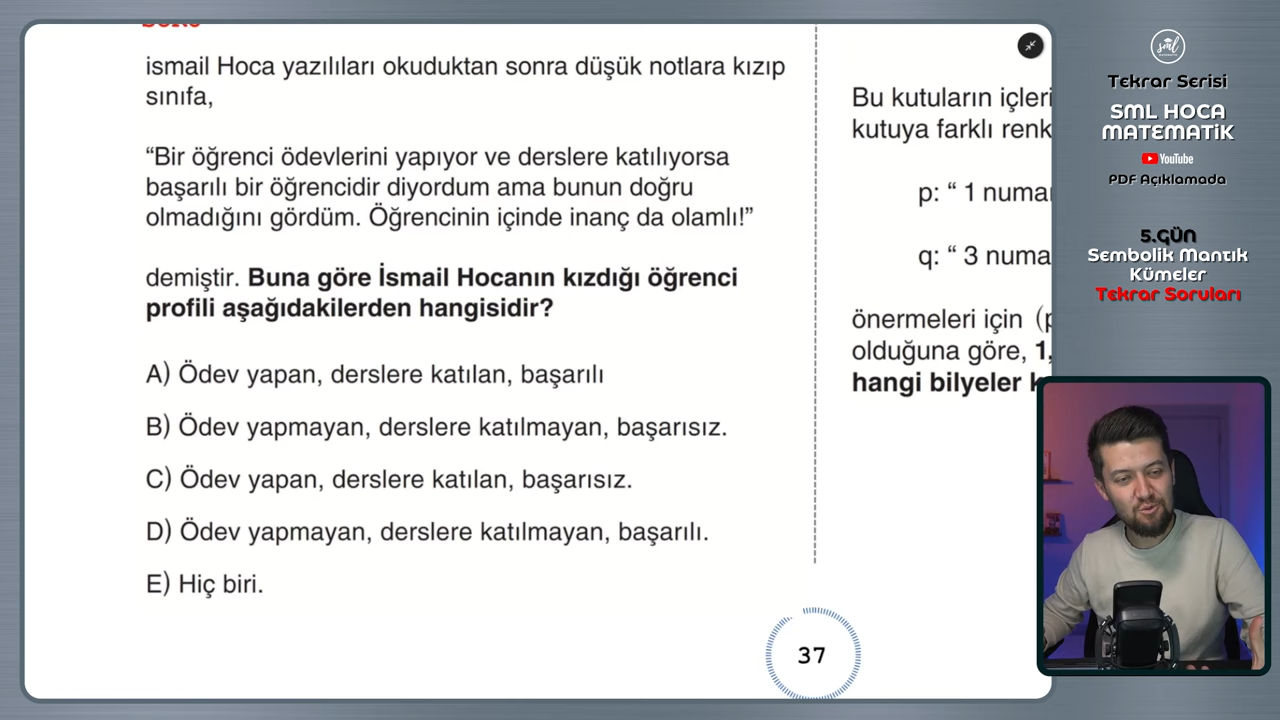 ismail Hoca yazılıları okuduktan sonra düşük notlara kızıp
sınıfa,
“Bir öğrenci ödevlerini yapıyor ve derslere katılıyorsa
başarılı bir öğrencidir diyordum ama bunun doğru
olmadığını gördüm. Öğrencinin içinde inanç da olamlı!”
demiştir. Buna göre İsmail Hocanın kızdığı öğrenci
profili aşağıdakilerden hangisidir?
A) Ödev yapan, derslere katılan, başarılı
B) Ödev yapmayan, derslere katılmayan, başarısız.
C) Ödev yapan, derslere katılan, başarısız.
D) Ödev yapmayan, derslere katılmayan, başarılı.
E) Hiç biri.
37
Bu kutuların içleri
kutuya farklı renk
p: “ 1 numa
q: “ 3 numa
önermeleri için (p
olduğuna göre, 1,
hangi bilyeler
sml
Tekrar Serisi
SML HOCA
MATEMATİK
YouTube
PDF Açıklamada
5.GÜN
Sembolik Mantık
Kümeler
Tekrar Soruları